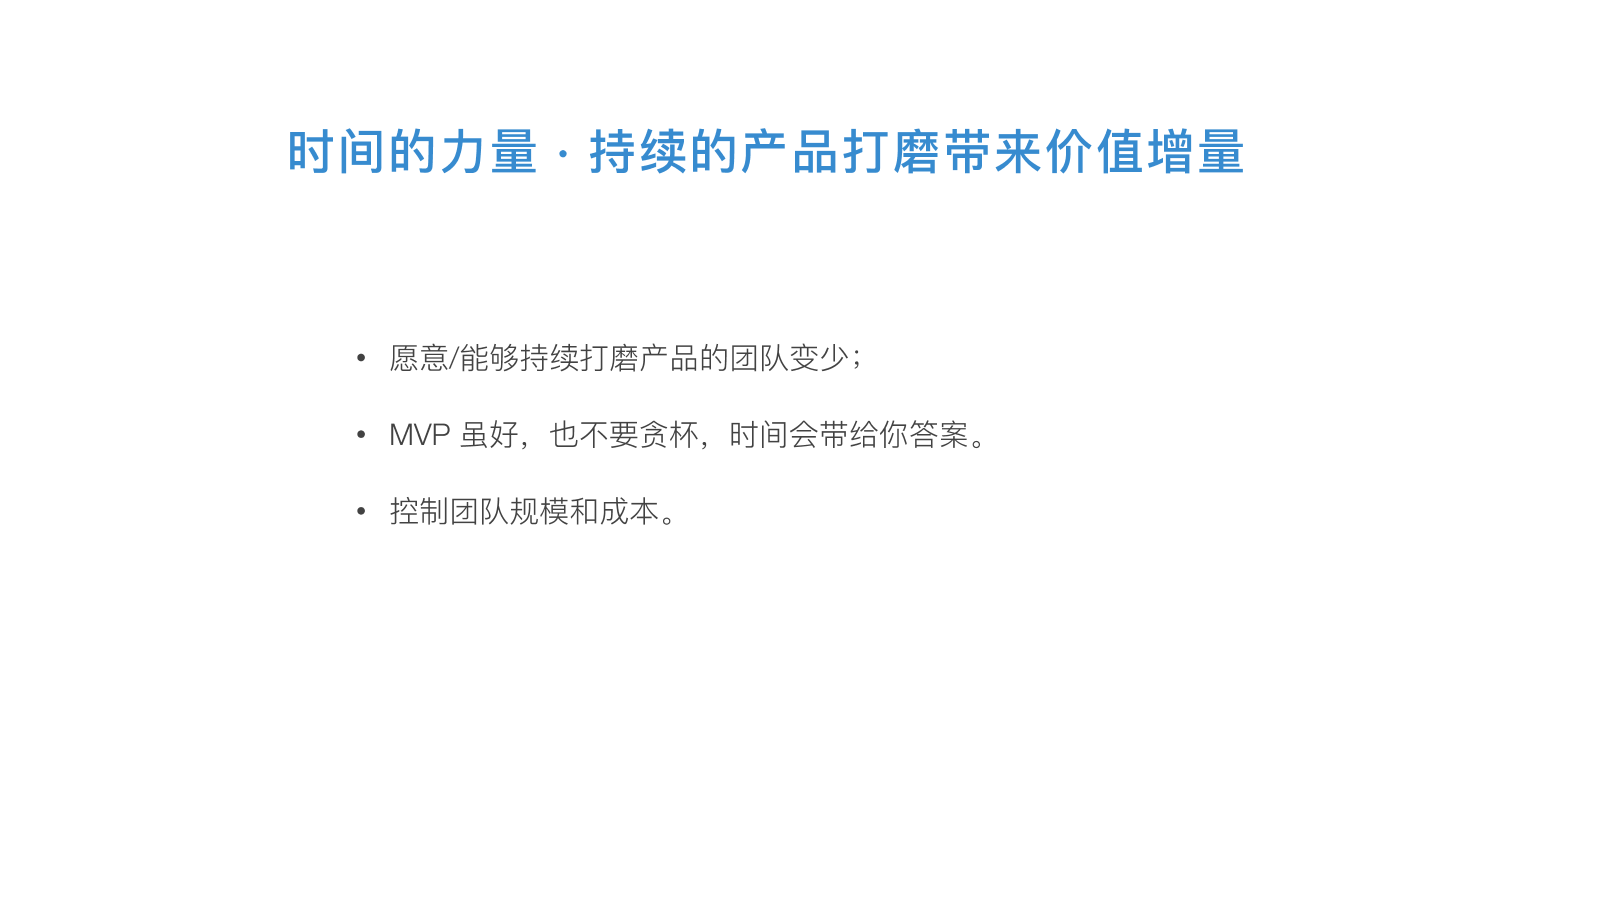 时间的力量 · 持续的产品打磨带来价值增量
• 愿意/能够持续打磨产品的团队变少；
• MVP 虽好，也不要贪杯，时间会带给你答案。
• 控制团队规模和成本。